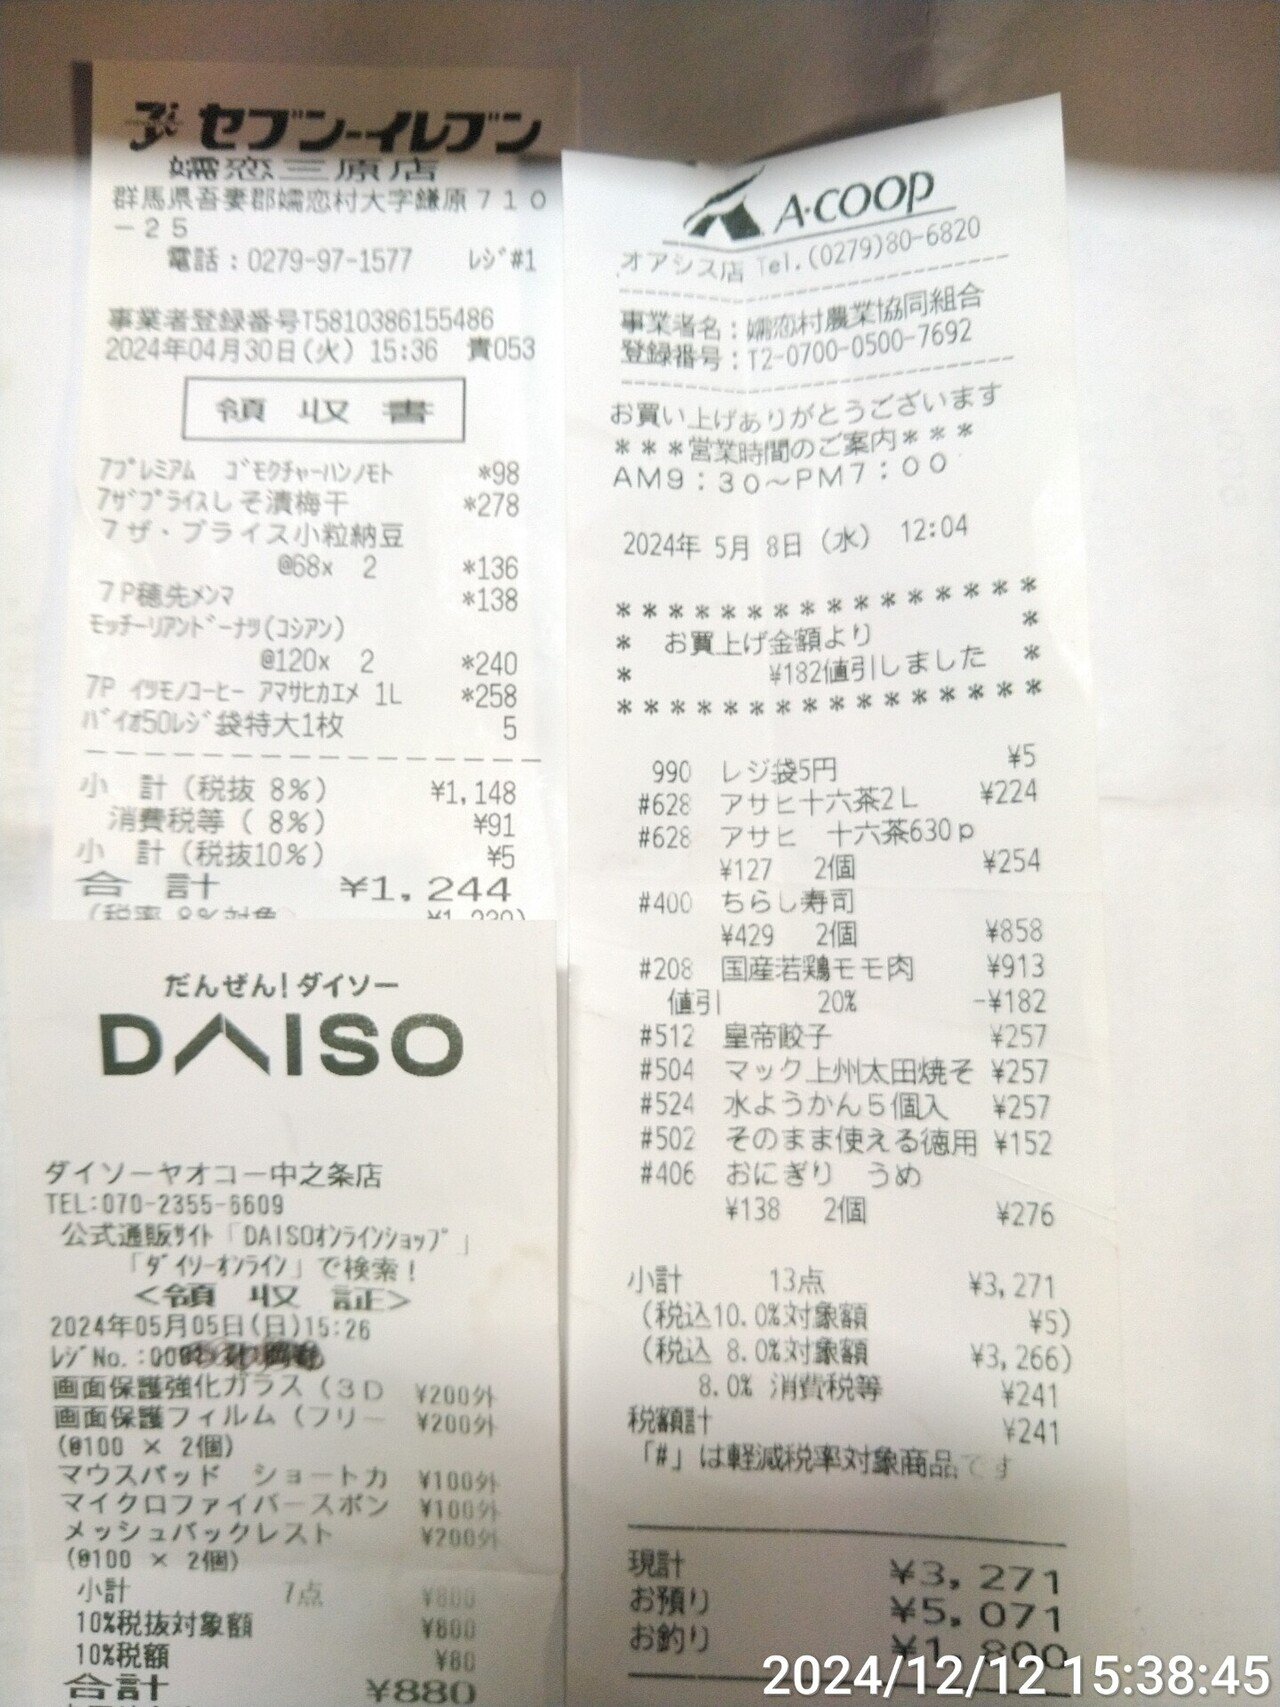 セブン-イレブン
嬬恋三原店
群馬県吾妻郡嬬恋村大字鎌原710
-25
電話:0279-97-1577 レジ#1
事業者登録番号T5810386155486
2024年04月30日(火) 15:36 責053
領収書
7プレミアム ゴモクチャーハンノモト *98
7ザプライスしそ漬梅干 *278
7ザ・プライス小粒納豆
@68× 2 *136
7P穂先メンマ *138
モッチーリアンドーナツ(コシアン)
@120× 2 *240
7P イツモノコーヒー アマサヒカエメ 1L *258
バイオ50レジ袋特大1枚 5
小 計(税抜 8%) ¥1,148
消費税等( 8%) ¥91
小 計(税抜10%) ¥5
合 計 ¥1,244
(税率 8%対象 ¥1,239)
だんぜん!ダイソー
DAISO
ダイソーヤオコー中之条店
TEL:070-2355-6609
公式通販サイト「DAISOオンラインショップ」
「ダイソーオンライン」で検索!
<領収証>
2024年05月05日(日)15:26
レジNo.:
画面保護強化ガラス(3D ¥200外
画面保護フィルム(フリー ¥200外
(@100 × 2個)
マウスパッド ショートカ ¥100外
マイクロファイバースポン ¥100外
メッシュバックレスト ¥200外
(@100 × 2個)
小計 7点 ¥800
10%税抜対象額 ¥800
10%税額 ¥80
合計 ¥880
A・COOP
オアシス店 Tel.(0279)80-6820
事業者名:嬬恋村農業協同組合
登録番号:T2-0700-0500-7692
お買い上げありがとうございます
***営業時間のご案内***
AM9:30〜PM7:00
2024年 5月 8日(水) 12:04
****************
* お買上げ金額より *
* ¥182値引しました *
****************
990 レジ袋5円 ¥5
#628 アサヒ十六茶2L ¥224
#628 アサヒ 十六茶630p
¥127 2個 ¥254
#400 ちらし寿司
¥429 2個 ¥858
#208 国産若鶏モモ肉 ¥913
値引 20% -¥182
#512 皇帝餃子 ¥257
#504 マック上州太田焼そ ¥257
#524 水ようかん5個入 ¥257
#502 そのまま使える徳用 ¥152
#406 おにぎり うめ
¥138 2個 ¥276
小計 13点 ¥3,271
(税込10.0%対象額 ¥5)
(税込 8.0%対象額 ¥3,266)
8.0% 消費税等 ¥241
税額計 ¥241
「#」は軽減税率対象商品です
現計 ¥3,271
お預り ¥5,071
お釣り ¥1,800
2024/12/12 15:38:45